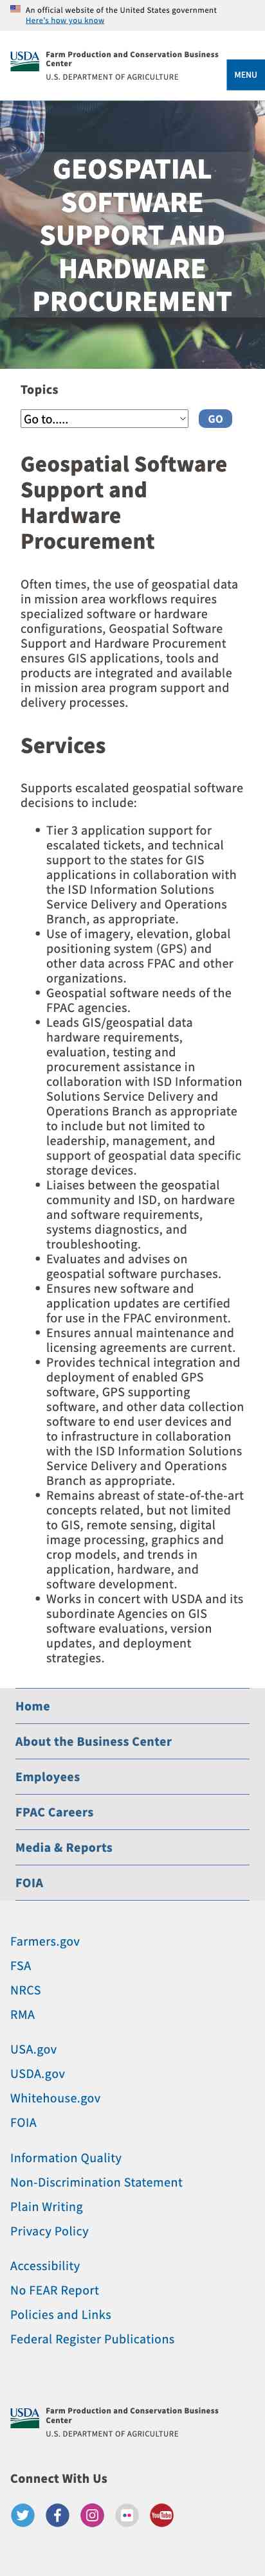 An official website of the United States government
Here's how you know
USDA
Farm Production and Conservation Business
Center
U.S. DEPARTMENT OF AGRICULTURE
MENU
GEOSPATIAL
SOFTWARE
SUPPORT AND
HARDWARE
PROCUREMENT
Topics
Go to.....
GO
Geospatial Software
Support and
Hardware
Procurement
Often times, the use of geospatial data
in mission area workflows requires
specialized software or hardware
configurations, Geospatial Software
Support and Hardware Procurement
ensures GIS applications, tools and
products are integrated and available
in mission area program support and
delivery processes.
Services
Supports escalated geospatial software
decisions to include:
• Tier 3 application support for
escalated tickets, and technical
support to the states for GIS
applications in collaboration with
the ISD Information Solutions
Service Delivery and Operations
Branch, as appropriate.
• Use of imagery, elevation, global
positioning system (GPS) and
other data across FPAC and other
organizations.
• Geospatial software needs of the
FPAC agencies.
• Leads GIS/geospatial data
hardware requirements,
evaluation, testing and
procurement assistance in
collaboration with ISD Information
Solutions Service Delivery and
Operations Branch as appropriate
to include but not limited to
leadership, management, and
support of geospatial data specific
storage devices.
• Liaises between the geospatial
community and ISD, on hardware
and software requirements,
systems diagnostics, and
troubleshooting.
• Evaluates and advises on
geospatial software purchases.
• Ensures new software and
application updates are certified
for use in the FPAC environment.
• Ensures annual maintenance and
licensing agreements are current.
• Provides technical integration and
deployment of enabled GPS
software, GPS supporting
software, and other data collection
software to end user devices and
to infrastructure in collaboration
with the ISD Information Solutions
Service Delivery and Operations
Branch as appropriate.
• Remains abreast of state-of-the-art
concepts related, but not limited
to GIS, remote sensing, digital
image processing, graphics and
crop models, and trends in
application, hardware, and
software development.
• Works in concert with USDA and its
subordinate Agencies on GIS
software evaluations, version
updates, and deployment
strategies.
Home
About the Business Center
Employees
FPAC Careers
Media & Reports
FOIA
Farmers.gov
FSA
NRCS
RMA
USA.gov
USDA.gov
Whitehouse.gov
FOIA
Information Quality
Non-Discrimination Statement
Plain Writing
Privacy Policy
Accessibility
No FEAR Report
Policies and Links
Federal Register Publications
USDA
Farm Production and Conservation Business
Center
U.S. DEPARTMENT OF AGRICULTURE
Connect With Us
YouTube